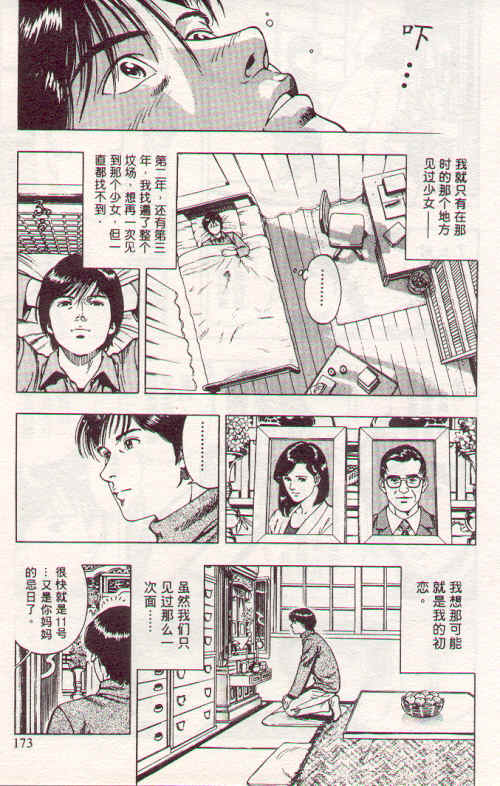 吓
…
我就只有在那
时的那个地方
见过少女——
………
第二年，还有第三
年，我找遍了整个
坟场，想再一次见
到那个少女，但一
直都找不到．
………
我想那可能
就是我的初
恋。
虽然我们只
见过那么一
次面……
很快就是11号
…又是你妈妈
的忌日了。
173